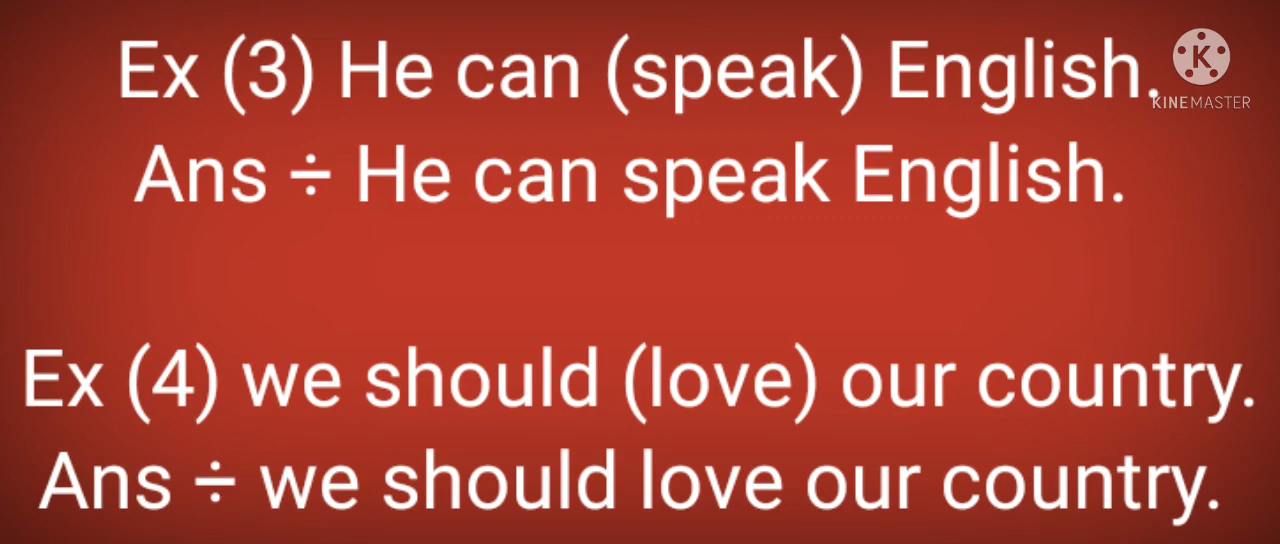 Ex (3) He can (speak) English.
KINEMASTER
Ans ÷ He can speak English.
Ex (4) we should (love) our country.
Ans ÷ we should love our country.